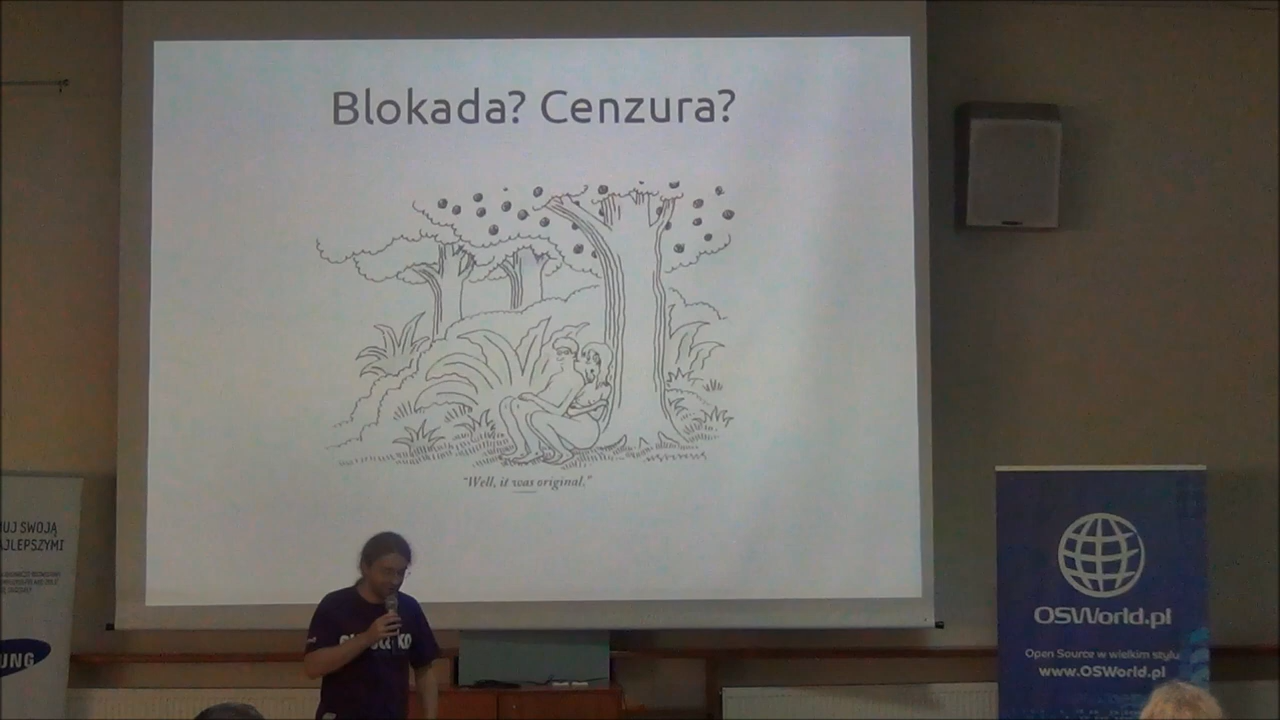 Blokada? Cenzura?
"Well, it was original."
UJ SWOJĄ
AJLEPSZYMI
UNG
OSWorld.pl
Open Source w wielkim stylu
www.OSWorld.pl